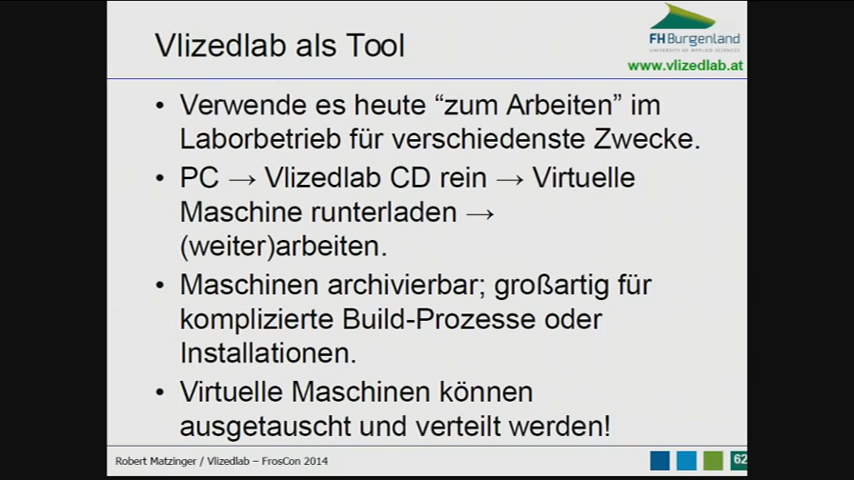 Vlizedlab als Tool
FH Burgenland
UNIVERSITY OF APPLIED SCIENCES
www.vlizedlab.at
• Verwende es heute “zum Arbeiten” im
Laborbetrieb für verschiedenste Zwecke.
• PC → Vlizedlab CD rein → Virtuelle
Maschine runterladen →
(weiter)arbeiten.
• Maschinen archivierbar; großartig für
komplizierte Build-Prozesse oder
Installationen.
• Virtuelle Maschinen können
ausgetauscht und verteilt werden!
Robert Matzinger / Vlizedlab – FrosCon 2014
62